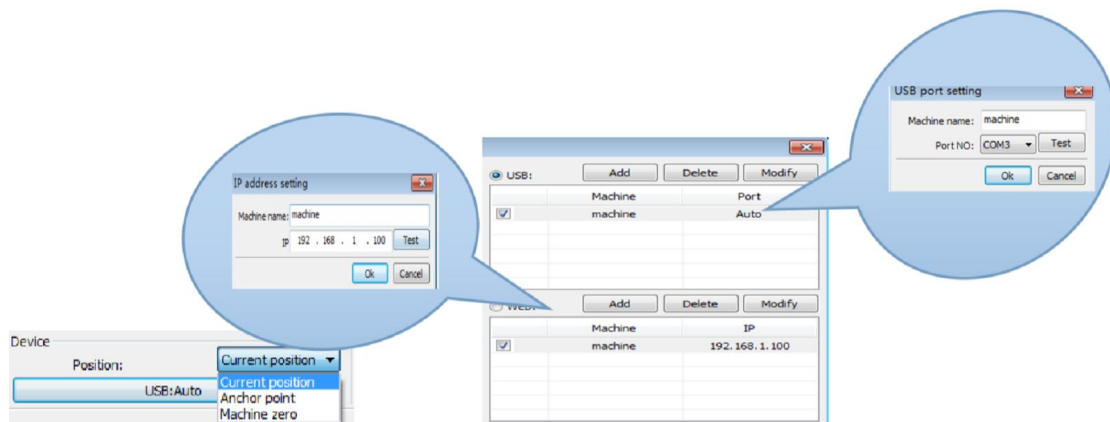 USB port setting
Machine name: machine
Port NO: COM3 Test
Ok Cancel
IP address setting
Machine name: machine
IP 192 . 168 . 1 . 100 Test
Ok Cancel
USB: Add Delete Modify
Machine Port
machine Auto
Add Delete Modify
Machine IP
machine 192.168.1.100
Device
Position: Current position
USB:Auto
Current position
Anchor point
Machine zero